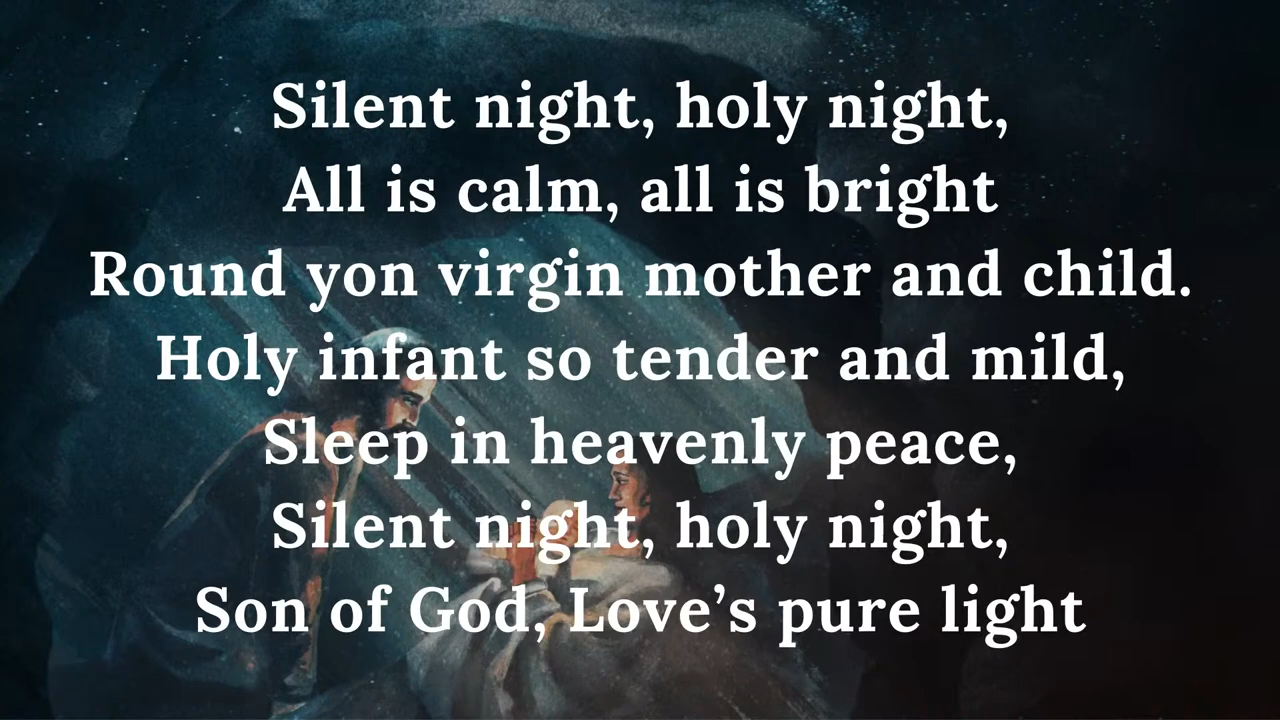 Silent night, holy night,
All is calm, all is bright
Round yon virgin mother and child.
Holy infant so tender and mild,
Sleep in heavenly peace,
Silent night, holy night,
Son of God, Love’s pure light